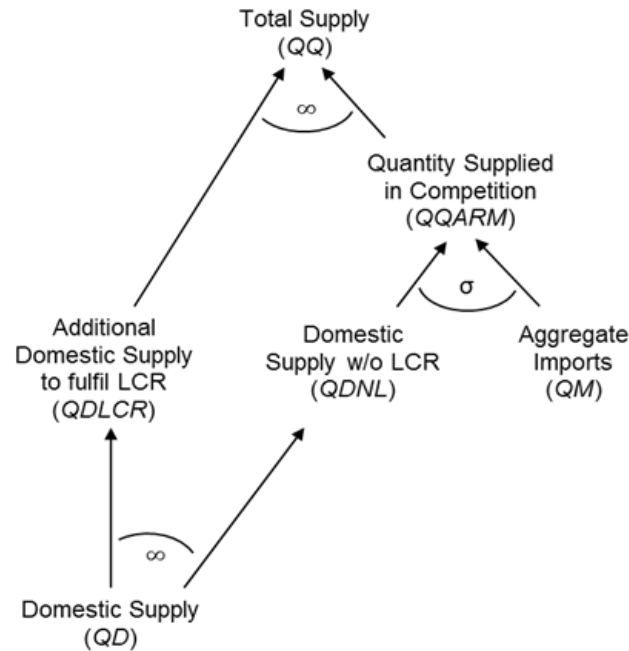 Total Supply
(QQ)
∞
Quantity Supplied
in Competition
(QQARM)
σ
Additional
Domestic Supply
to fulfil LCR
(QDLCR)
Domestic
Supply w/o LCR
(QDNL)
Aggregate
Imports
(QM)
∞
Domestic Supply
(QD)